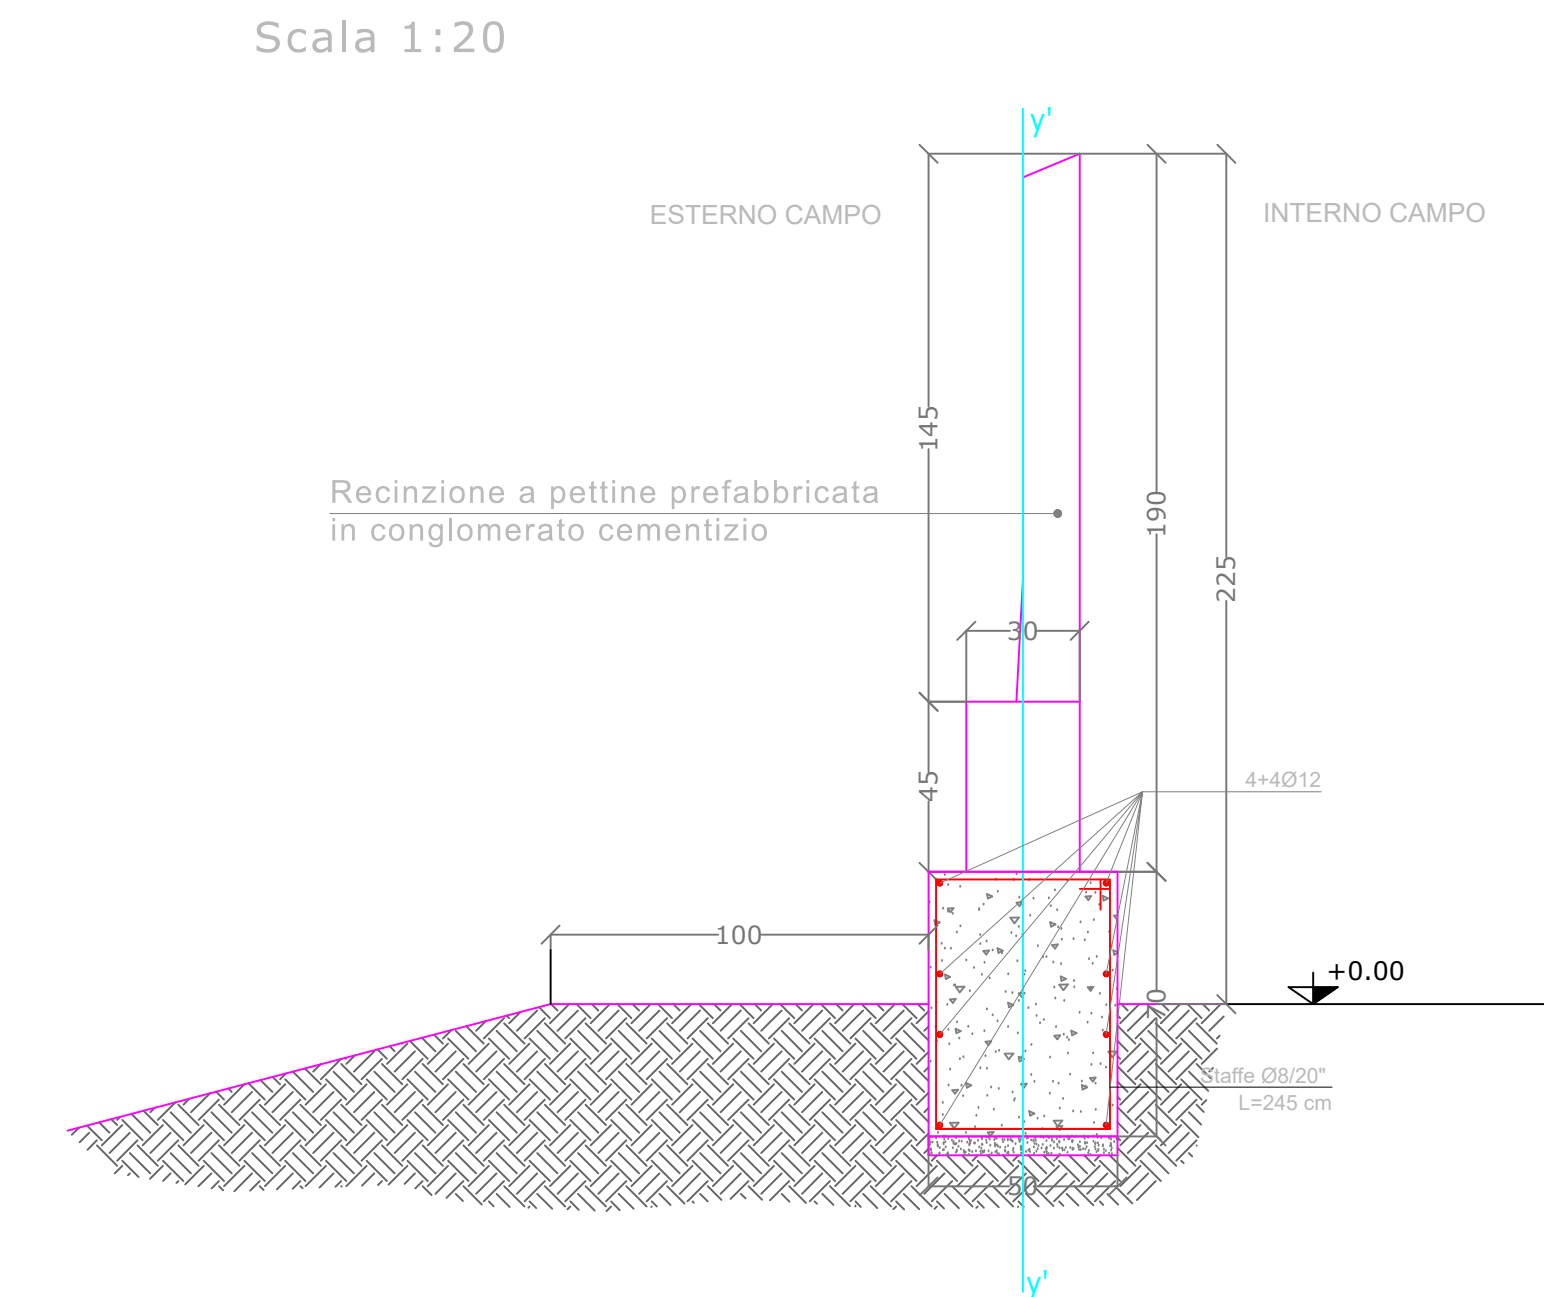 Scala 1:20
y'
ESTERNO CAMPO
INTERNO CAMPO
145
Recinzione a pettine prefabbricata
in conglomerato cementizio
190
225
30
45
4+4Ø12
100
+0.00
Staffe Ø8/20"
L=245 cm
50
y'